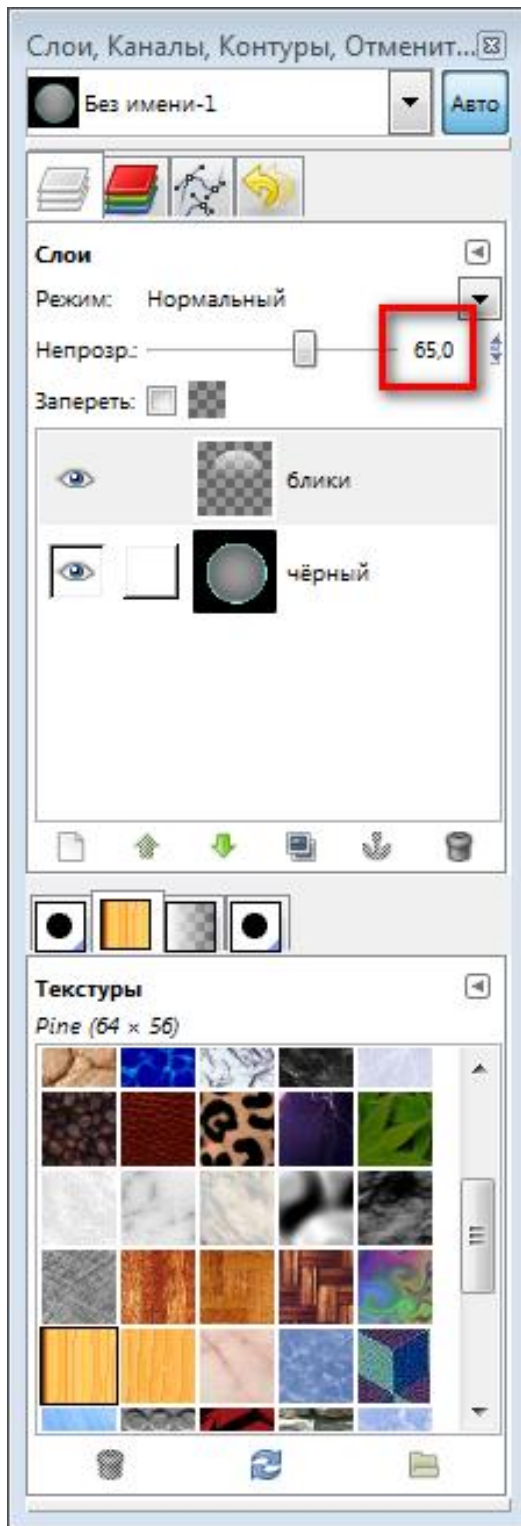 Слои, Каналы, Контуры, Отменит...
Без имени-1
Авто
Слои
Режим: Нормальный
Непрозр.: 65,0
Запереть:
блики
чёрный
Текстуры
Pine (64 × 56)